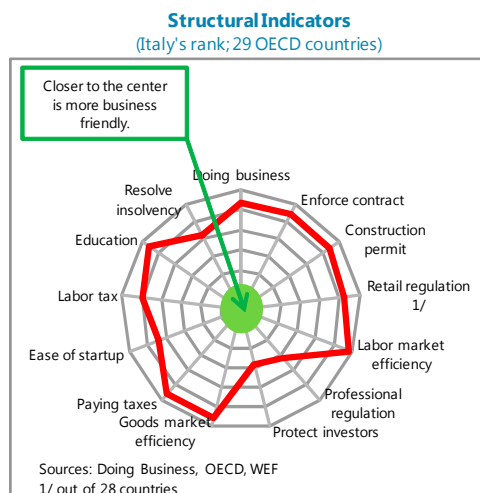 Structural Indicators
(Italy's rank; 29 OECD countries)
Closer to the center
is more business
friendly.
Doing business
Resolve
insolvency
Enforce contract
Construction
permit
Education
Retail regulation
1/
Labor tax
Labor market
efficiency
Ease of startup
Professional
regulation
Paying taxes
Goods market
efficiency
Protect investors
Sources: Doing Business, OECD, WEF
1/ out of 28 countries